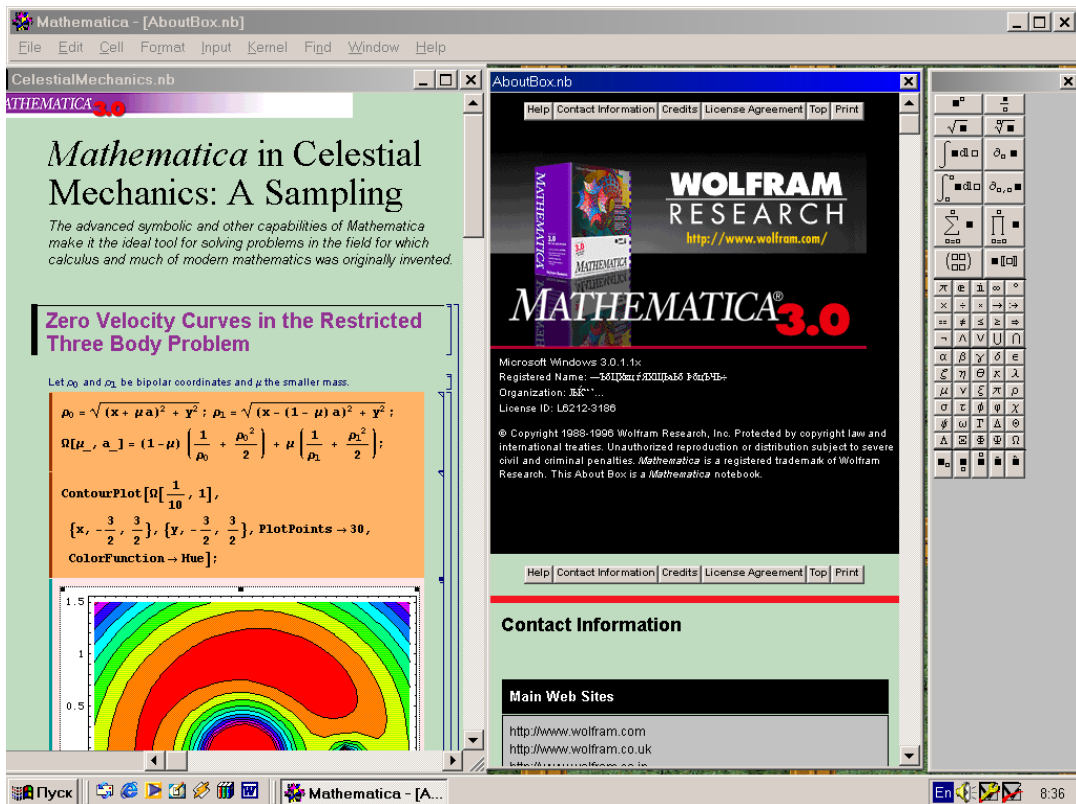 Mathematica - [AboutBox.nb]
File Edit Cell Format Input Kernel Find Window Help
CelestialMechanics.nb
MATHEMATICA 3.0
Mathematica in Celestial
Mechanics: A Sampling
The advanced symbolic and other capabilities of Mathematica
make it the ideal tool for solving problems in the field for which
calculus and much of modern mathematics was originally invented.
Zero Velocity Curves in the Restricted
Three Body Problem
Let ρ₀ and ρ₁ be bipolar coordinates and μ the smaller mass.
ρ₀ = √((x + μ a)² + y²) ; ρ₁ = √((x - (1 - μ) a)² + y²) ;
Ω[μ_, a_] = (1 - μ) (1/ρ₀ + ρ₀²/2) + μ (1/ρ₁ + ρ₁²/2);
ContourPlot[Ω[1/10, 1],
{x, -3/2, 3/2}, {y, -3/2, 3/2}, PlotPoints → 30,
ColorFunction → Hue];
1.5
1
0.5
AboutBox.nb
Help Contact Information Credits License Agreement Top Print
MATHEMATICA
3.0
MATHEMATICA
WOLFRAM
RESEARCH
http://www.wolfram.com/
MATHEMATICA® 3.0
Microsoft Windows 3.0.1.1x
Registered Name:
Organization:
License ID: L6212-3186
© Copyright 1988-1996 Wolfram Research, Inc. Protected by copyright law and
international treaties. Unauthorized reproduction or distribution subject to severe
civil and criminal penalties. Mathematica is a registered trademark of Wolfram
Research. This About Box is a Mathematica notebook.
Help Contact Information Credits License Agreement Top Print
Contact Information
Main Web Sites
http://www.wolfram.com
http://www.wolfram.co.uk
http://www.wolfram.co.jp
■▫ ■/▫
√■ ▫√■
∫■d▫ ∂▫ ■
∫■d▫ ∂▫,▫ ■
∑ ■ ∏ ■
(▫▫) ■[[▫]]
π ⅇ ⅈ ∞ °
× ÷ × → :→
== ≠ ≤ ≥ ⇒
¬ ∧ ∨ ∪ ∩
α β γ δ ε
ζ η θ κ λ
μ ν ξ π ρ
σ τ φ φ χ
ψ ω Γ Δ Θ
Λ Ξ Φ Ψ Ω
Пуск
Mathematica - [A...
En
8:36